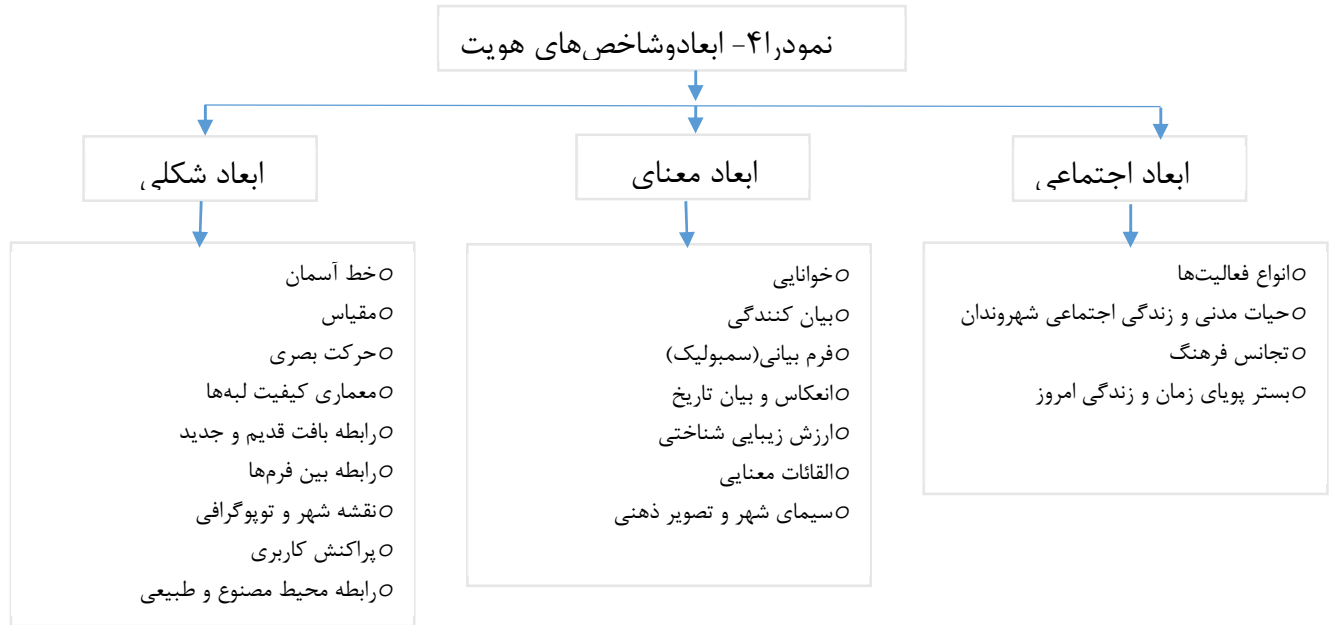 نمودرا۴- ابعادوشاخص‌های هویت
ابعاد اجتماعی
oانواع فعالیت‌ها
oحیات مدنی و زندگی اجتماعی شهروندان
oتجانس فرهنگ
oبستر پویای زمان و زندگی امروز
ابعاد معنای
oخوانایی
oبیان کنندگی
oفرم بیانی(سمبولیک)
oانعکاس و بیان تاریخ
oارزش زیبایی شناختی
oالقائات معنایی
oسیمای شهر و تصویر ذهنی
ابعاد شکلی
oخط آسمان
oمقیاس
oحرکت بصری
oمعماری کیفیت لبه‌ها
oرابطه بافت قدیم و جدید
oرابطه بین فرم‌ها
oنقشه شهر و توپوگرافی
oپراکنش کاربری
oرابطه محیط مصنوع و طبیعی